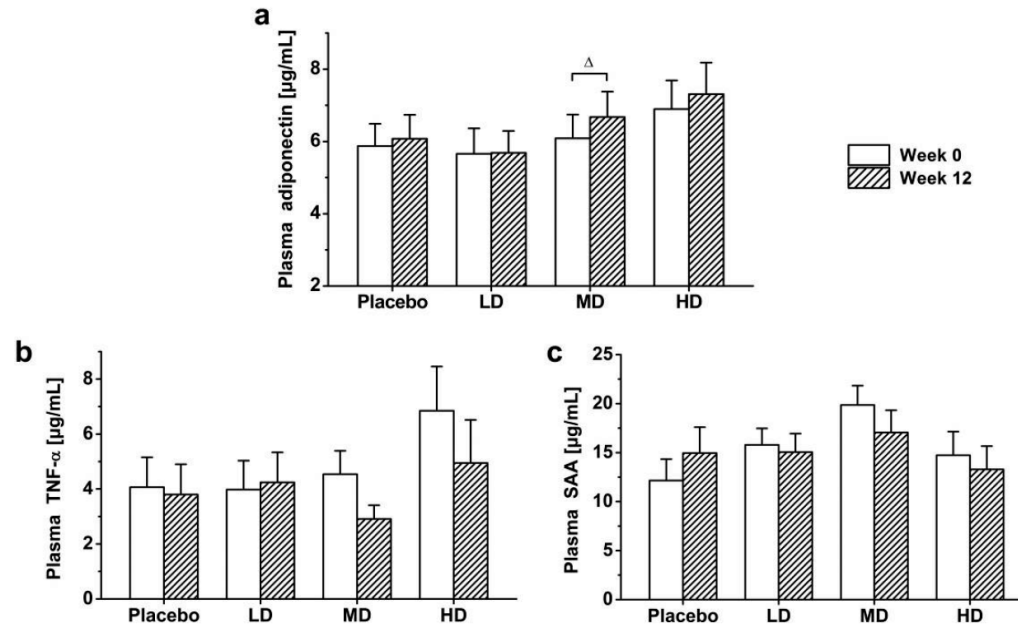 a
Plasma adiponectin [µg/mL]
8
6
4
2
Δ
Placebo LD MD HD
Week 0
Week 12
b
Plasma TNF-α [µg/mL]
8
6
4
2
0
Placebo LD MD HD
c
Plasma SAA [µg/mL]
25
20
15
10
5
0
Placebo LD MD HD